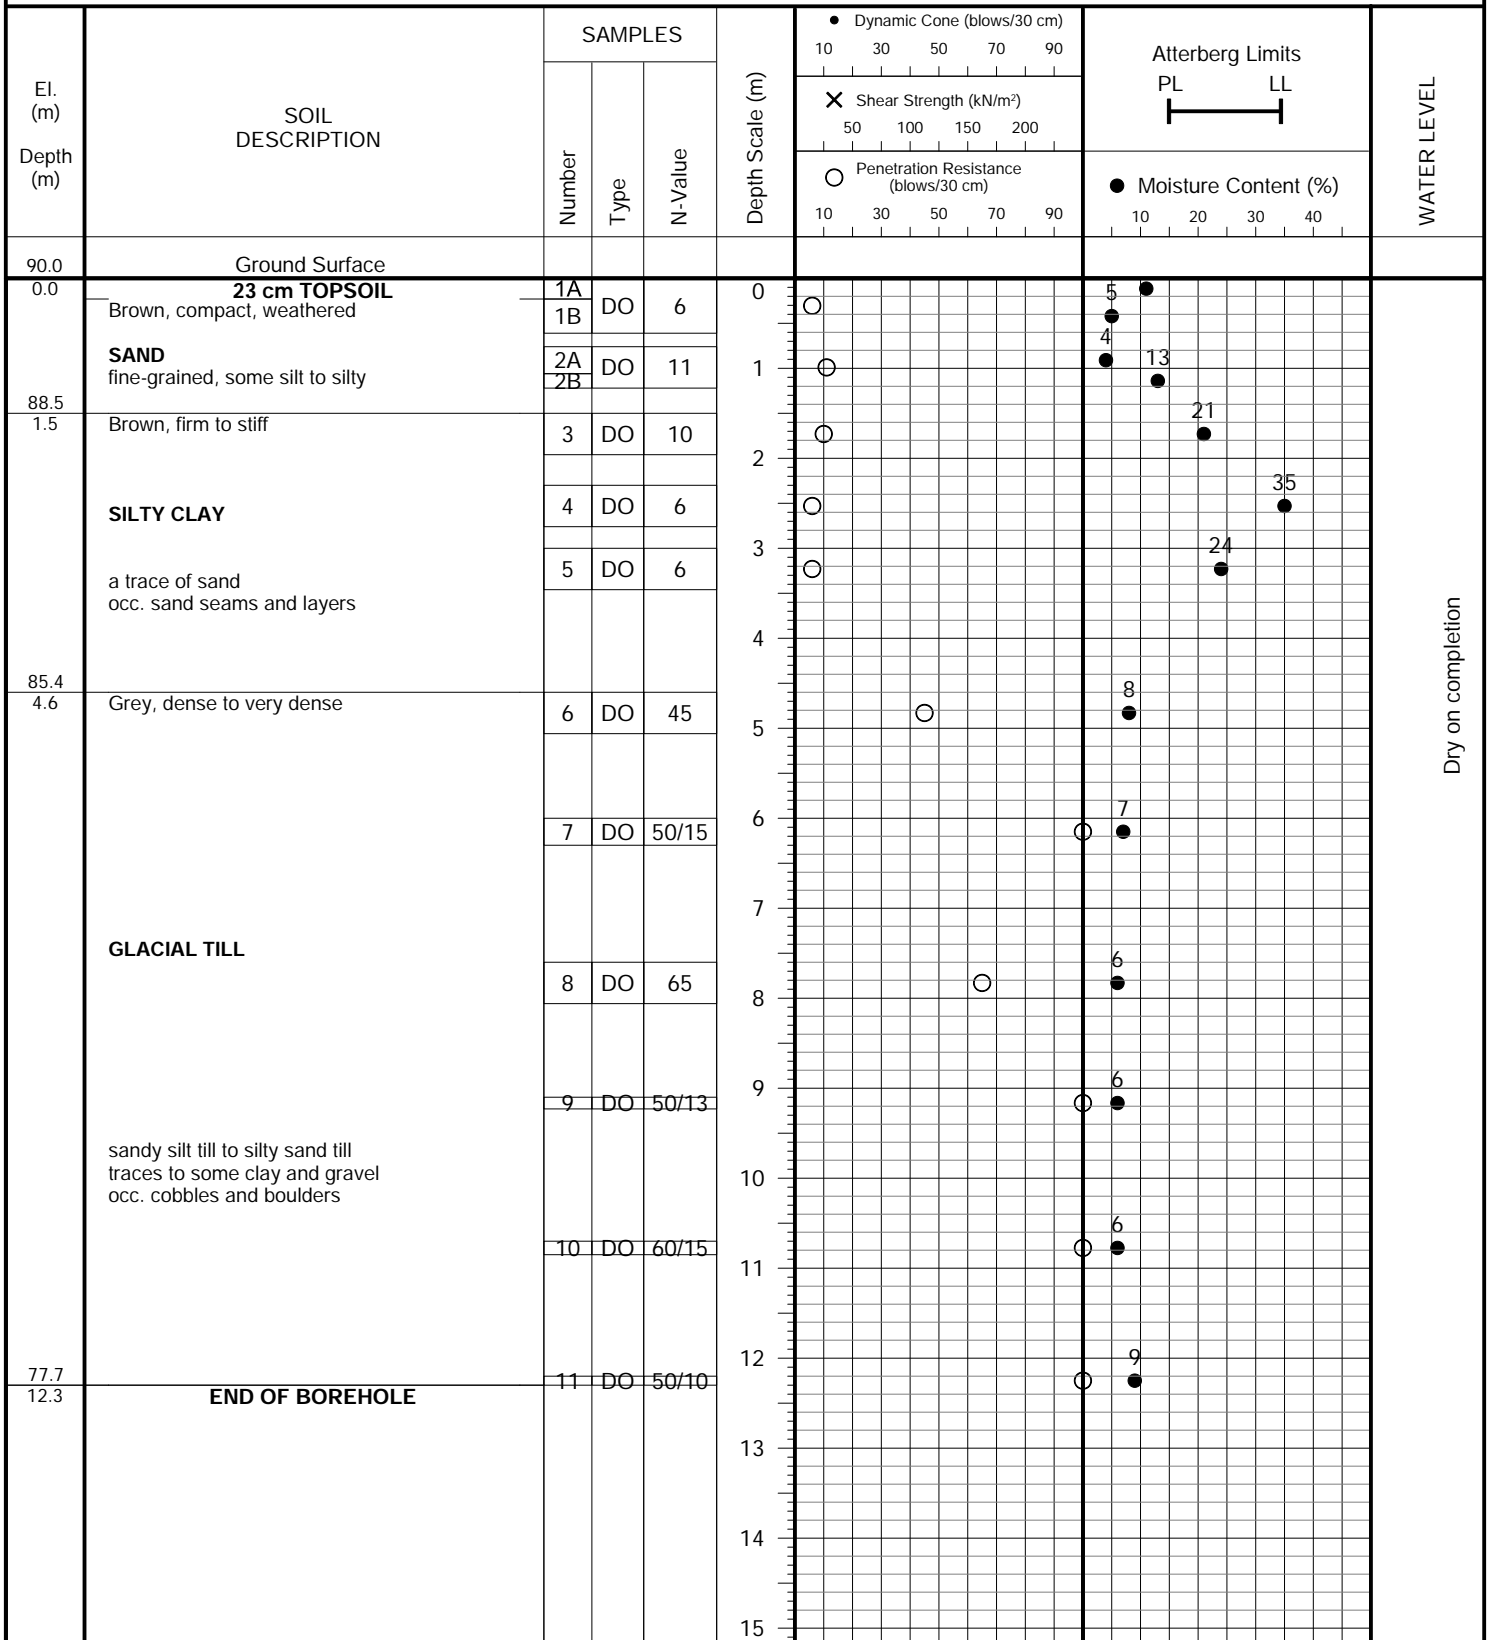 El.
(m)
Depth
(m)
SOIL
DESCRIPTION
SAMPLES
Number
Type
N-Value
Depth Scale (m)
Dynamic Cone (blows/30 cm)
10 30 50 70 90
Shear Strength (kN/m²)
50 100 150 200
Penetration Resistance
(blows/30 cm)
10 30 50 70 90
Atterberg Limits
PL LL
Moisture Content (%)
10 20 30 40
WATER LEVEL
90.0 Ground Surface
0.0 23 cm TOPSOIL 1A 0
Brown, compact, weathered 1B DO 6 5
4
SAND
fine-grained, some silt to silty 2A DO 11 1 13
2B
88.5
1.5 Brown, firm to stiff 21
3 DO 10
2
35
SILTY CLAY 4 DO 6
3 24
5 DO 6
a trace of sand
occ. sand seams and layers
4
Dry on completion
85.4
4.6 Grey, dense to very dense 8
6 DO 45
5
6 7
7 DO 50/15
7
GLACIAL TILL
6
8 DO 65
8
9 6
9 DO 50/13
sandy silt till to silty sand till
traces to some clay and gravel
occ. cobbles and boulders
10
6
10 DO 60/15
11
12 9
77.7
12.3 END OF BOREHOLE 11 DO 50/10
13
14
15